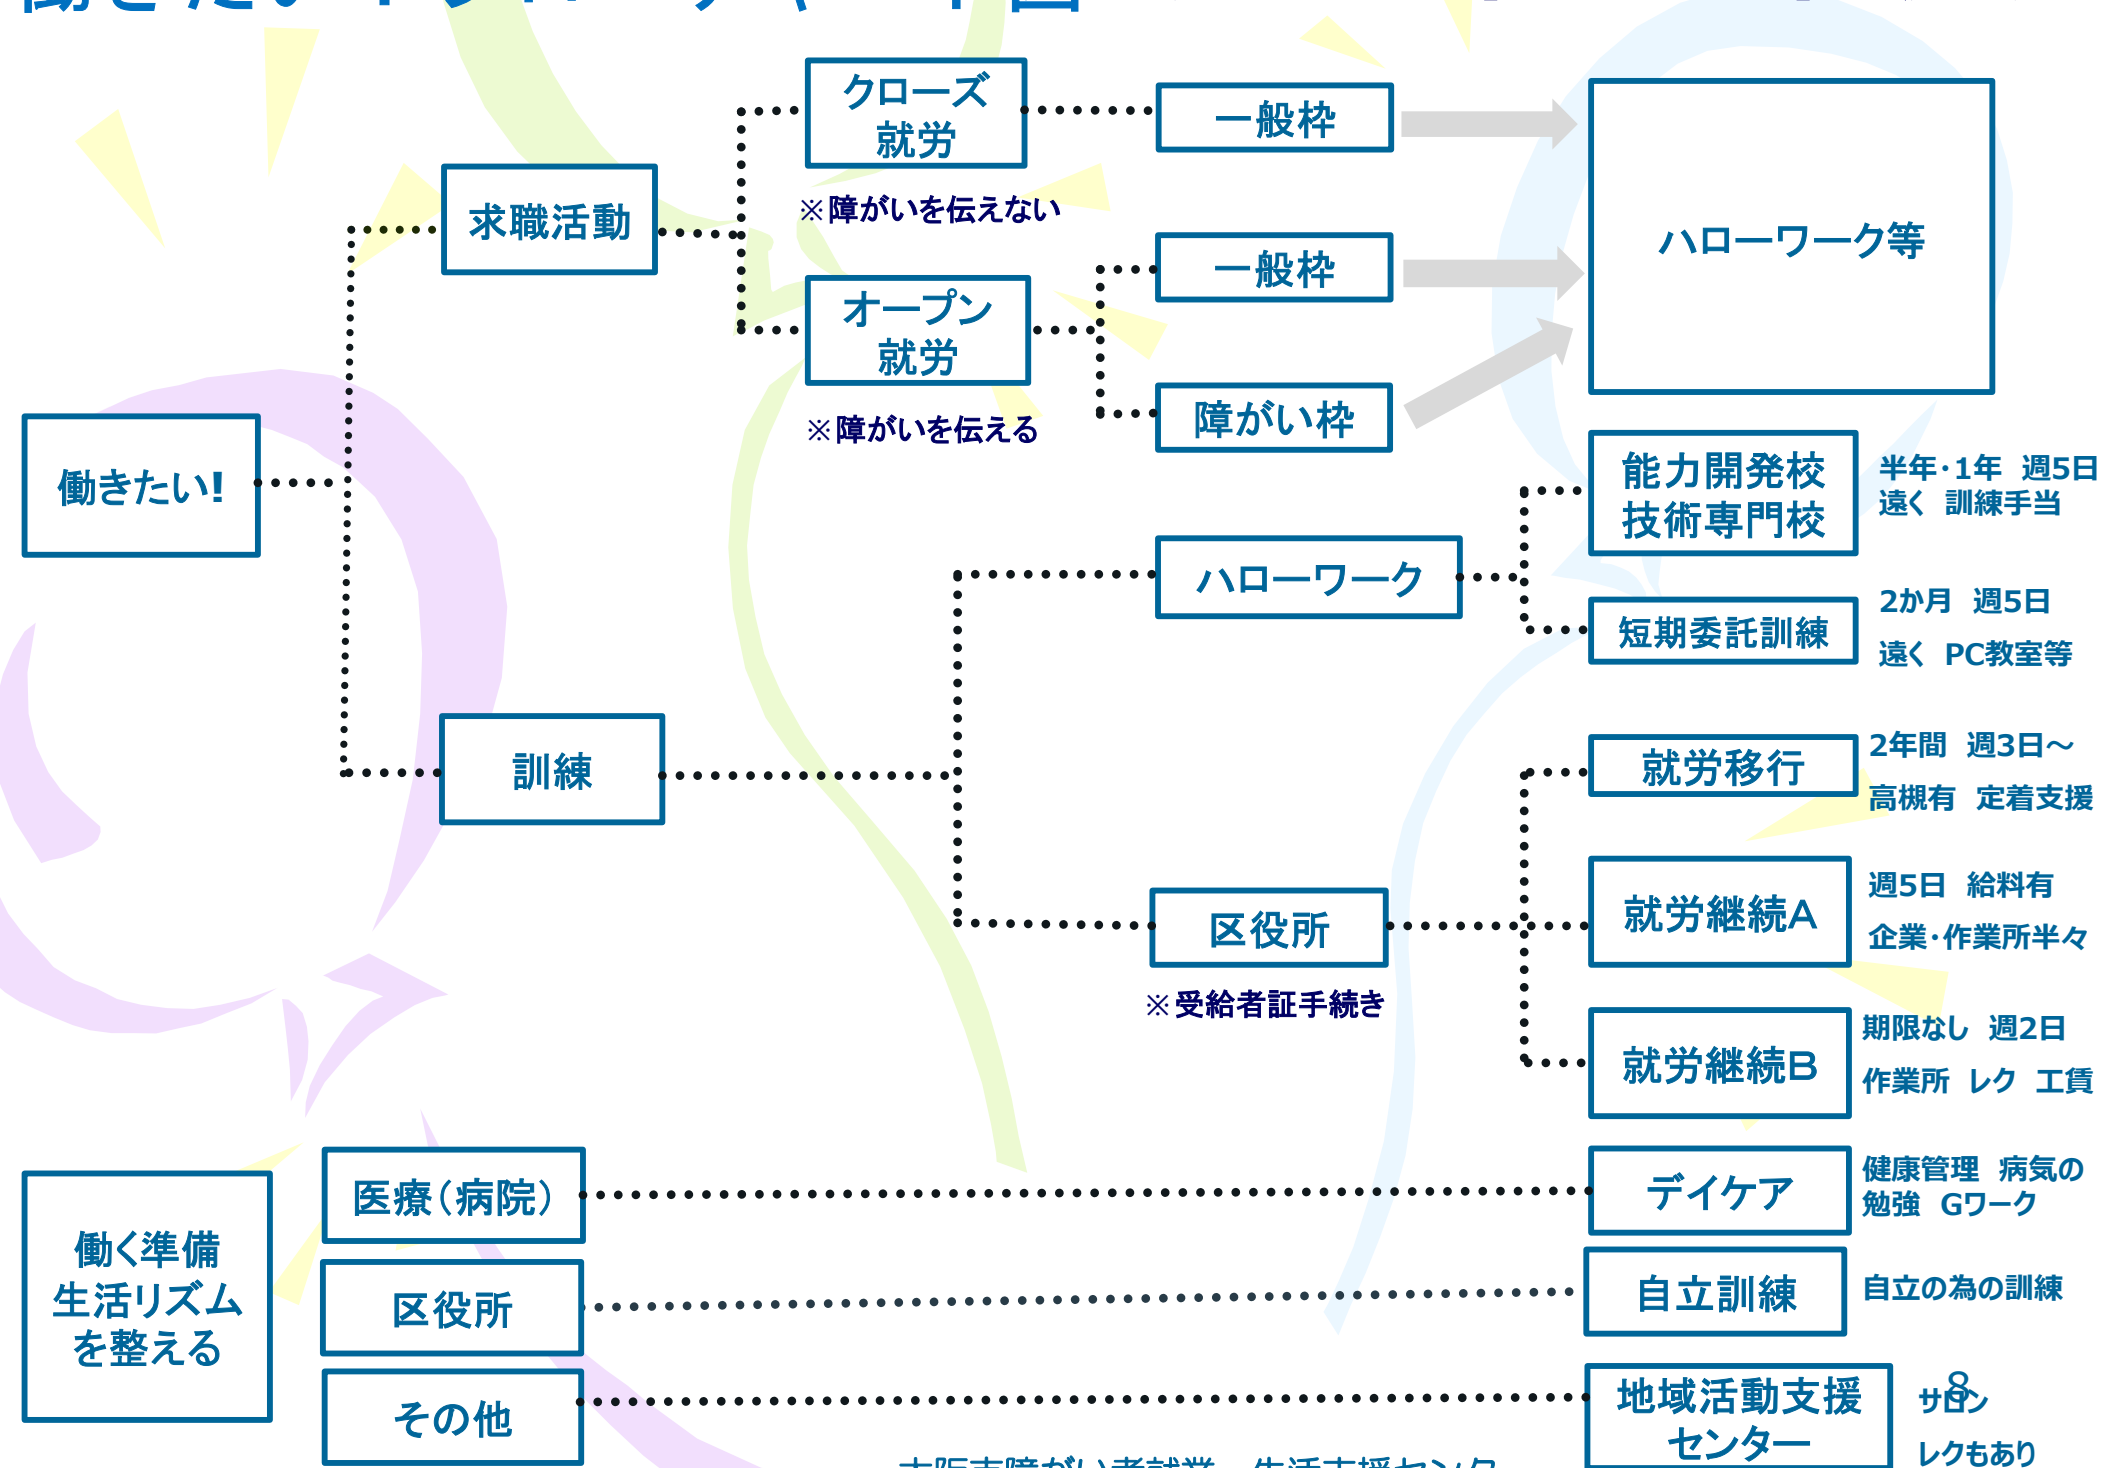 クローズ
就労
※障がいを伝えない
一般枠
ハローワーク等
求職活動
オープン
就労
※障がいを伝える
一般枠
障がい枠
働きたい!
能力開発校
技術専門校
半年・1年 週5日
遠く 訓練手当
ハローワーク
短期委託訓練
2か月 週5日
遠く PC教室等
訓練
就労移行
2年間 週3日～
高槻有 定着支援
区役所
※受給者証手続き
就労継続A
週5日 給料有
企業・作業所半々
就労継続B
期限なし 週2日
作業所 レク 工賃
働く準備
生活リズム
を整える
医療(病院)
デイケア
健康管理 病気の
勉強 Gワーク
区役所
自立訓練
自立の為の訓練
その他
地域活動支援
センター
サロン
レクもあり
8